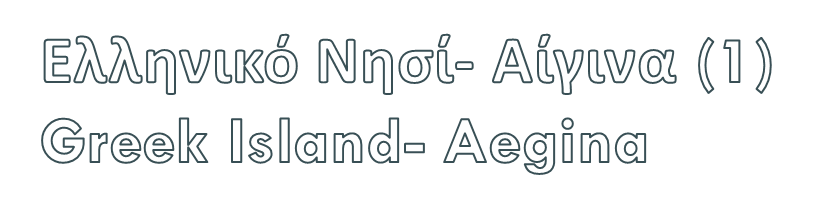 Ελληνικό Νησί- Αίγινα (1)
Greek Island- Aegina